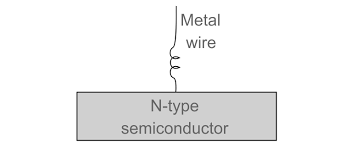 Metal
wire
N-type
semiconductor